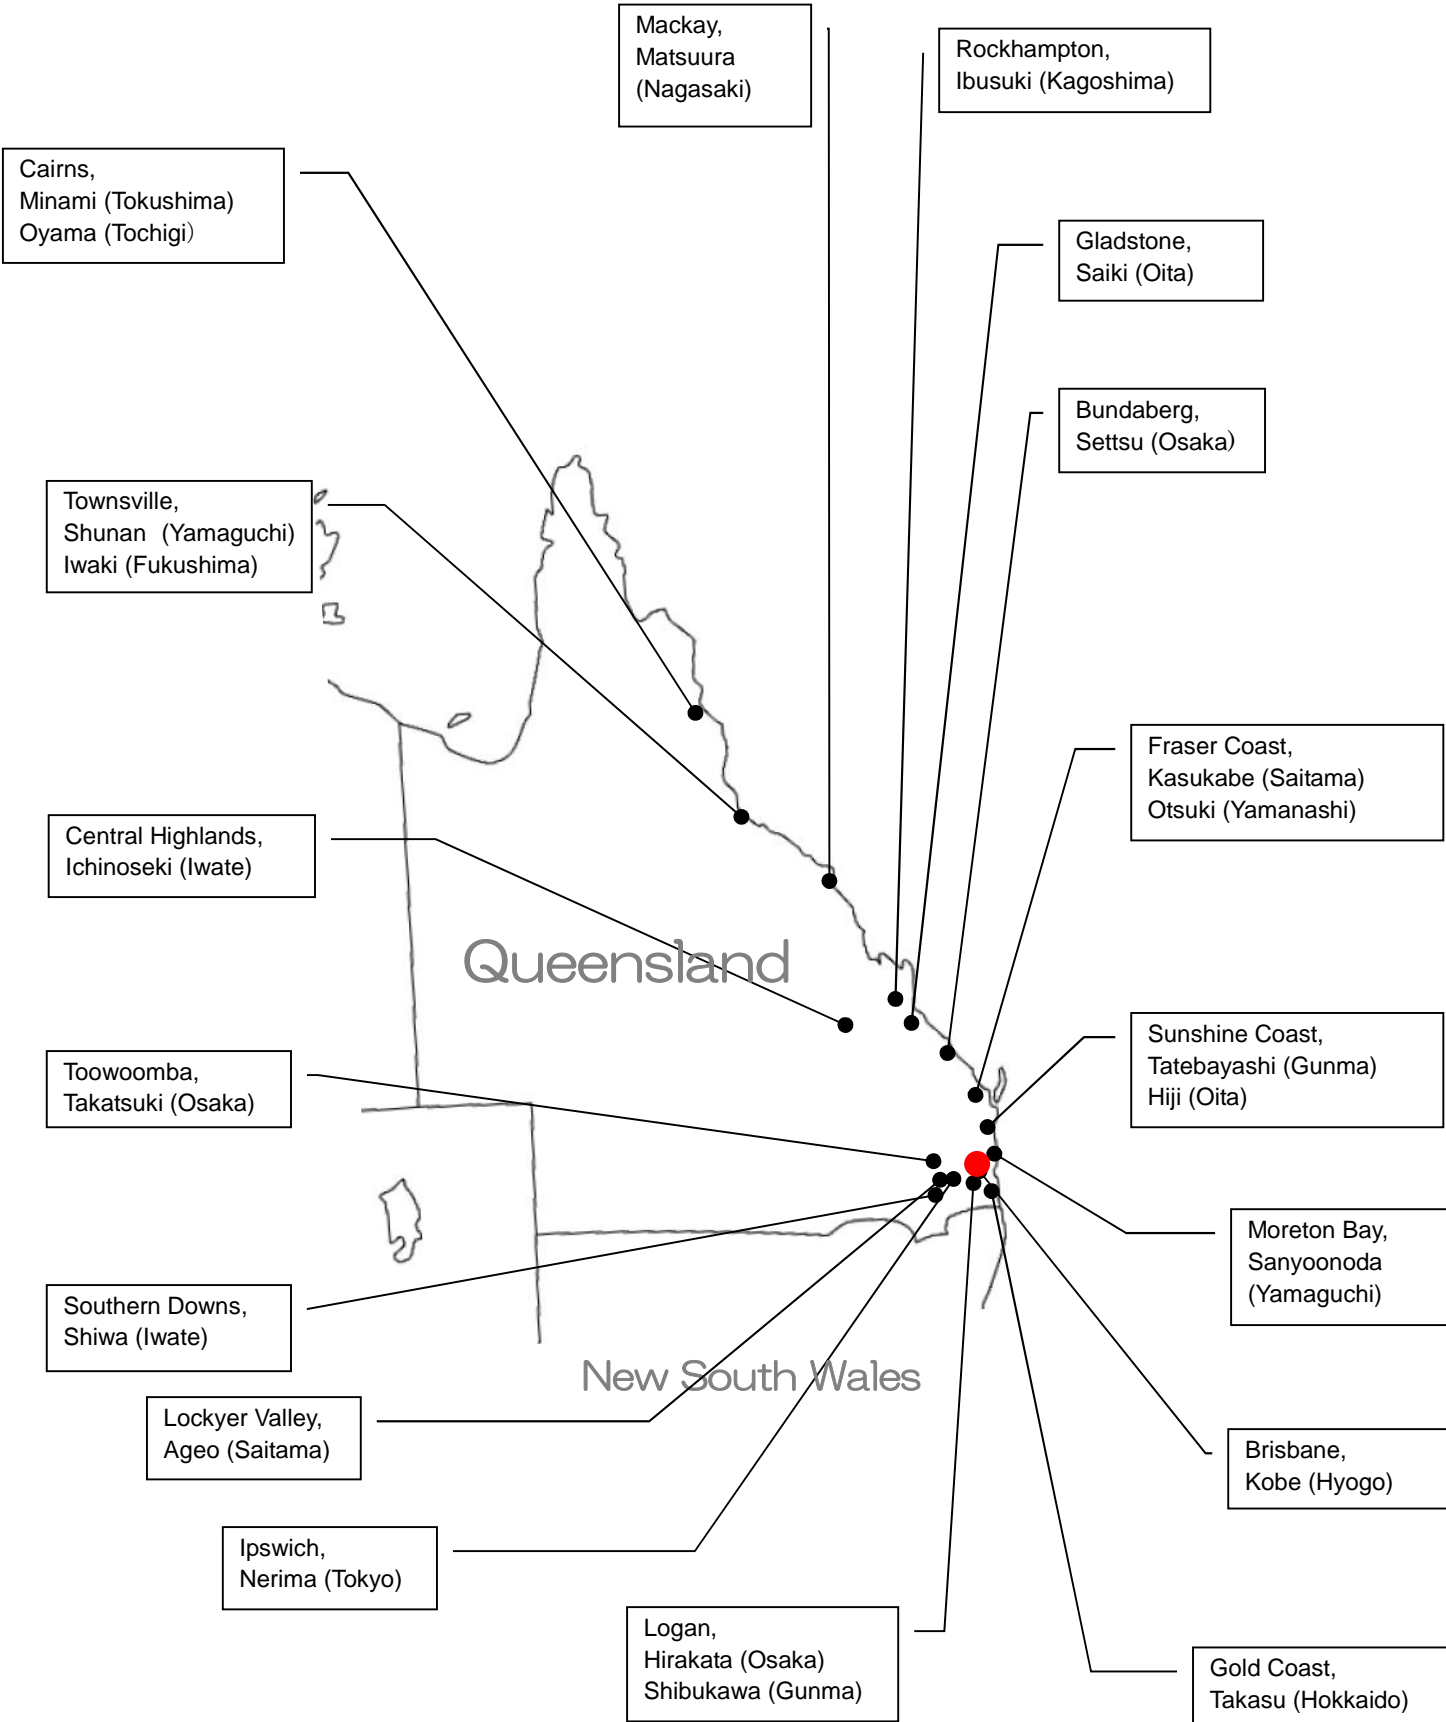 Mackay,
Matsuura
(Nagasaki)
Rockhampton,
Ibusuki (Kagoshima)
Cairns,
Minami (Tokushima)
Oyama (Tochigi）
Gladstone,
Saiki (Oita)
Bundaberg,
Settsu (Osaka）
Townsville,
Shunan (Yamaguchi)
Iwaki (Fukushima)
Fraser Coast,
Kasukabe (Saitama)
Otsuki (Yamanashi)
Central Highlands,
Ichinoseki (Iwate)
Queensland
Sunshine Coast,
Tatebayashi (Gunma)
Hiji (Oita)
Toowoomba,
Takatsuki (Osaka)
Moreton Bay,
Sanyoonoda
(Yamaguchi)
Southern Downs,
Shiwa (Iwate)
New South Wales
Lockyer Valley,
Ageo (Saitama)
Brisbane,
Kobe (Hyogo)
Ipswich,
Nerima (Tokyo)
Logan,
Hirakata (Osaka)
Shibukawa (Gunma)
Gold Coast,
Takasu (Hokkaido)